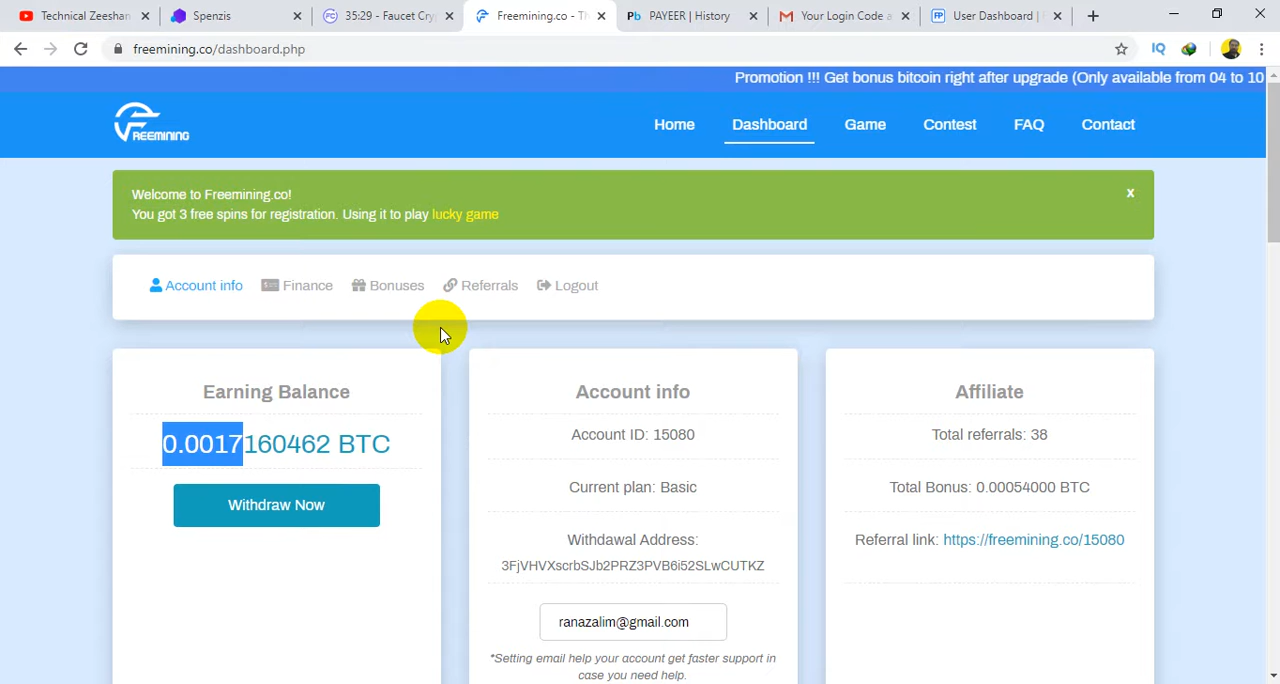 Technical Zeeshan
Spenzis
35:29 - Faucet Cry
Freemining.co - Th
PAYEER | History
Your Login Code a
User Dashboard |
freemining.co/dashboard.php
Promotion !!! Get bonus bitcoin right after upgrade (Only available from 04 to 10
FREEMINING
Home
Dashboard
Game
Contest
FAQ
Contact
Welcome to Freemining.co!
You got 3 free spins for registration. Using it to play lucky game
x
Account info
Finance
Bonuses
Referrals
Logout
Earning Balance
0.0017160462 BTC
Withdraw Now
Account info
Account ID: 15080
Current plan: Basic
Withdawal Address:
3FjVHVXscrbSJb2PRZ3PVB6i52SLwCUTKZ
ranazalim@gmail.com
*Setting email help your account get faster support in
case you need help.
Affiliate
Total referrals: 38
Total Bonus: 0.00054000 BTC
Referral link: https://freemining.co/15080